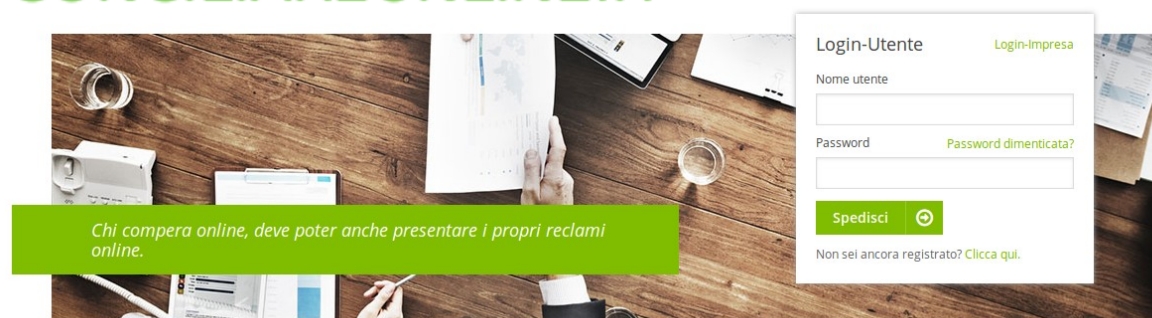 Login-Utente
Login-Impresa
Nome utente
Password
Password dimenticata?
Spedisci
Non sei ancora registrato? Clicca qui.
Chi compera online, deve poter anche presentare i propri reclami
online.